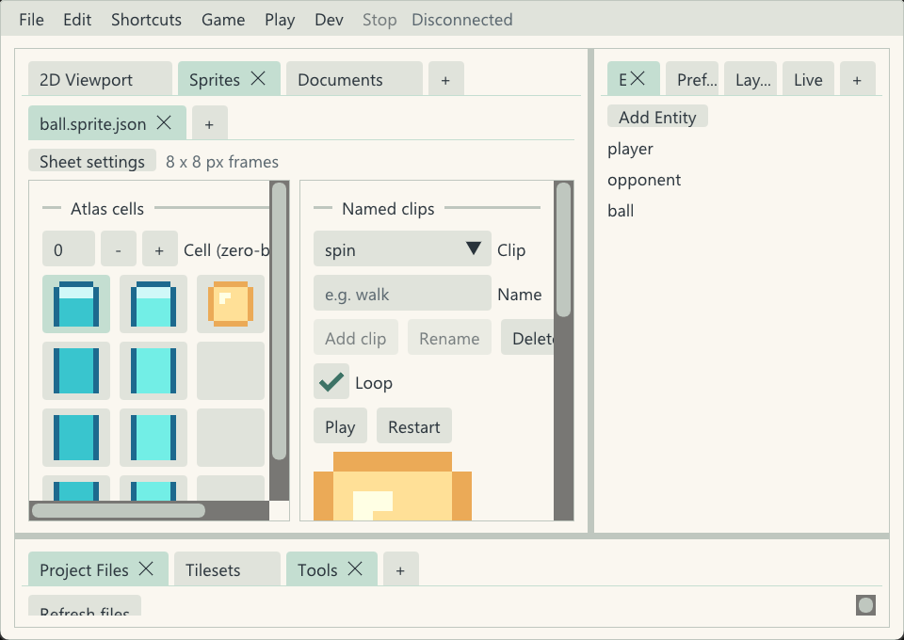 File Edit Shortcuts Game Play Dev Stop Disconnected
2D Viewport Sprites Documents +
ball.sprite.json +
Sheet settings 8 x 8 px frames
Atlas cells
0 - + Cell (zero-b
Named clips
spin Clip
e.g. walk Name
Add clip Rename Delete
Loop
Play Restart
E Pref... Lay... Live +
Add Entity
player
opponent
ball
Project Files Tilesets Tools +
Refresh files